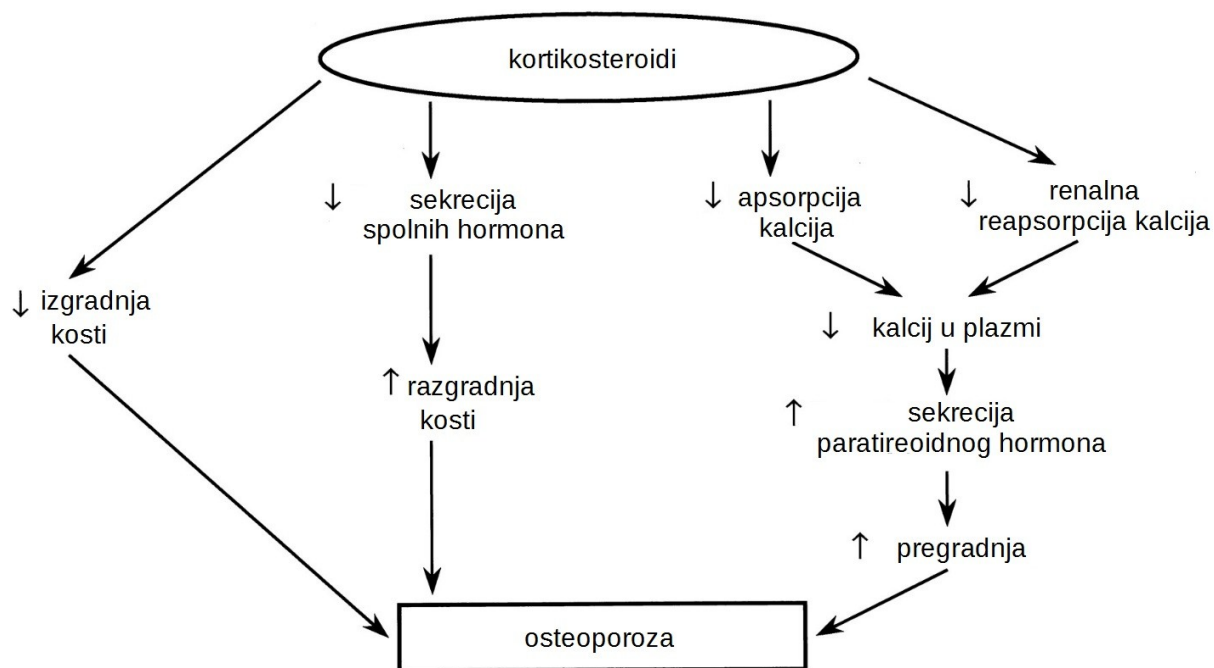 kortikosteroidi
↓ sekrecija
spolnih hormona
↓ apsorpcija
kalcija
↓ renalna
reapsorpcija kalcija
↓ izgradnja
kosti
↓ kalcij u plazmi
↑ razgradnja
kosti
↑ sekrecija
paratireoidnog hormona
↑ pregradnja
osteoporoza